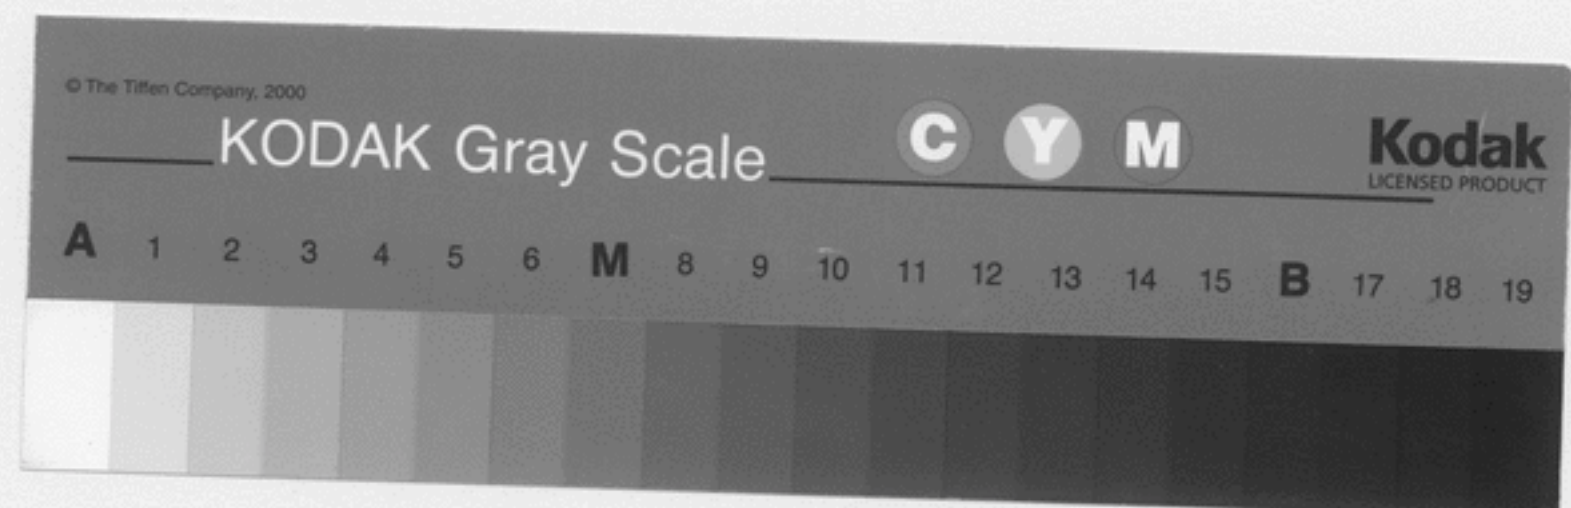 © The Tiffen Company, 2000
KODAK Gray Scale
C Y M
Kodak
LICENSED PRODUCT
A 1 2 3 4 5 6 M 8 9 10 11 12 13 14 15 B 17 18 19